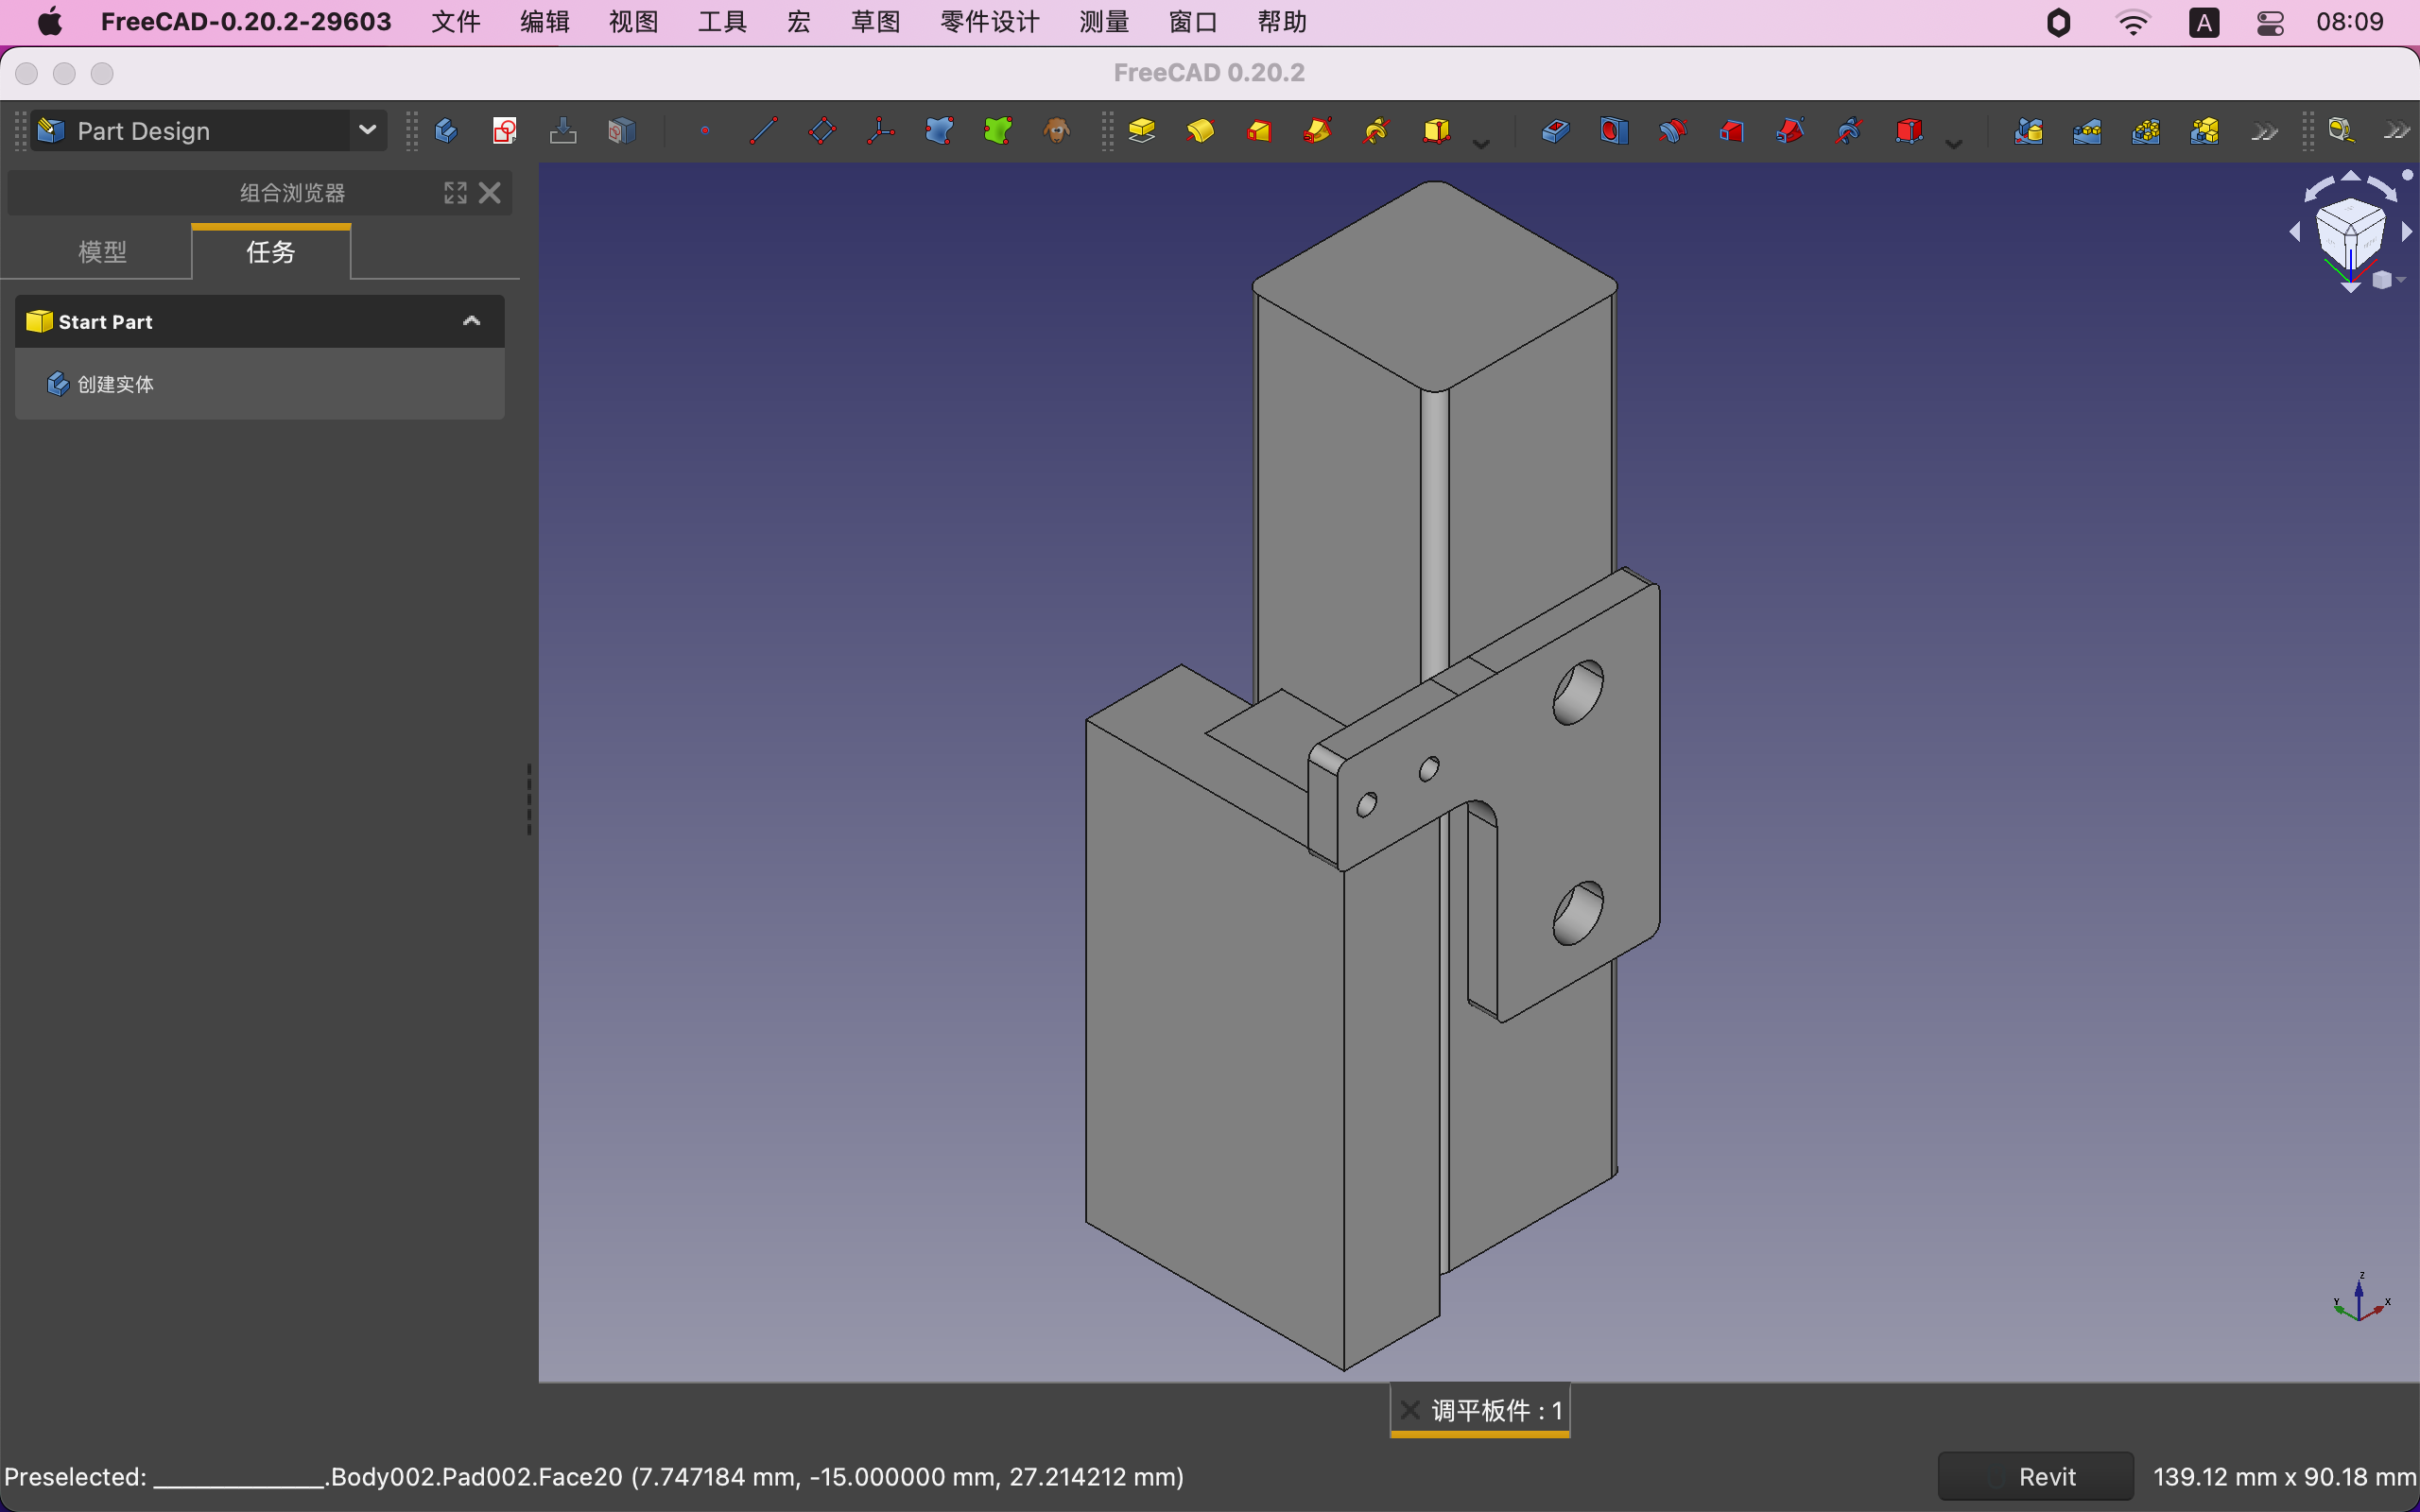 FreeCAD-0.20.2-29603 文件 编辑 视图 工具 宏 草图 零件设计 测量 窗口 帮助 A 08:09
FreeCAD 0.20.2
Part Design
组合浏览器
模型 任务
Start Part
创建实体
Z
Y X
调平板件 : 1
Preselected: _____________.Body002.Pad002.Face20 (7.747184 mm, -15.000000 mm, 27.214212 mm) Revit 139.12 mm x 90.18 mm